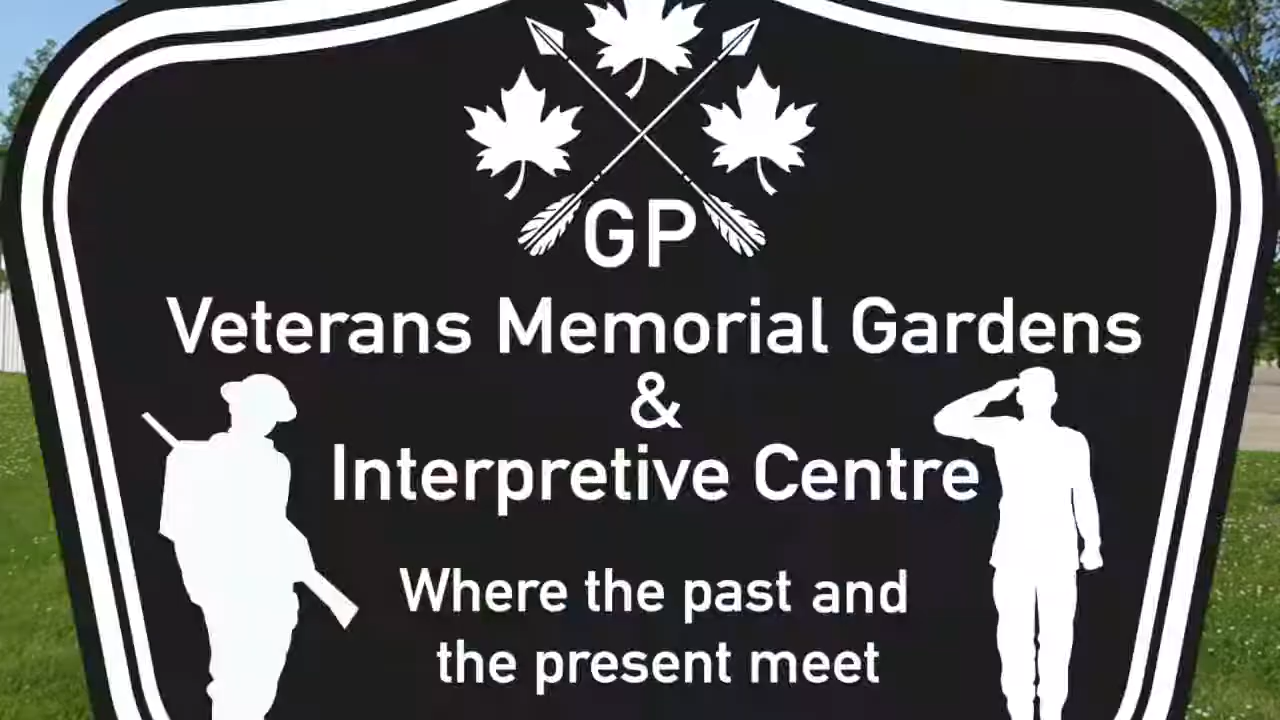 GP
Veterans Memorial Gardens
&
Interpretive Centre
Where the past and
the present meet